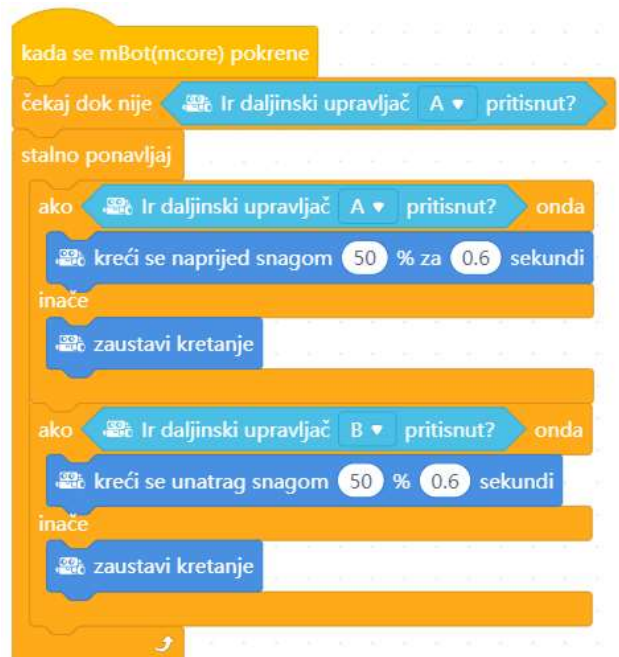 kada se mBot(mcore) pokrene
čekaj dok nije Ir daljinski upravljač A ▾ pritisnut?
stalno ponavljaj
ako Ir daljinski upravljač A ▾ pritisnut? onda
kreći se naprijed snagom 50 % za 0.6 sekundi
inače
zaustavi kretanje
ako Ir daljinski upravljač B ▾ pritisnut? onda
kreći se unatrag snagom 50 % 0.6 sekundi
inače
zaustavi kretanje